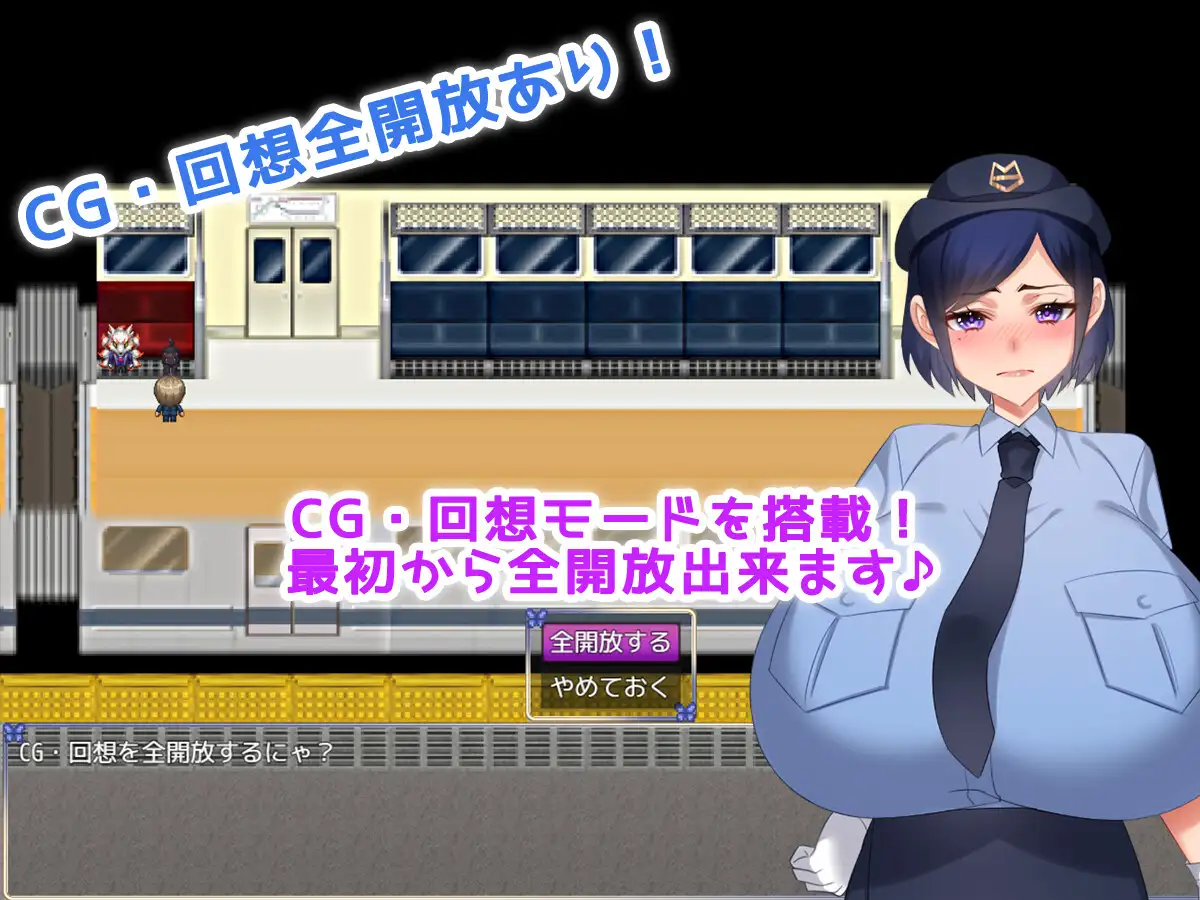 CG・回想全開放あり！
CG・回想モードを搭載！
最初から全開放出来ます♪
全開放する
やめておく
CG・回想を全開放するにゃ？